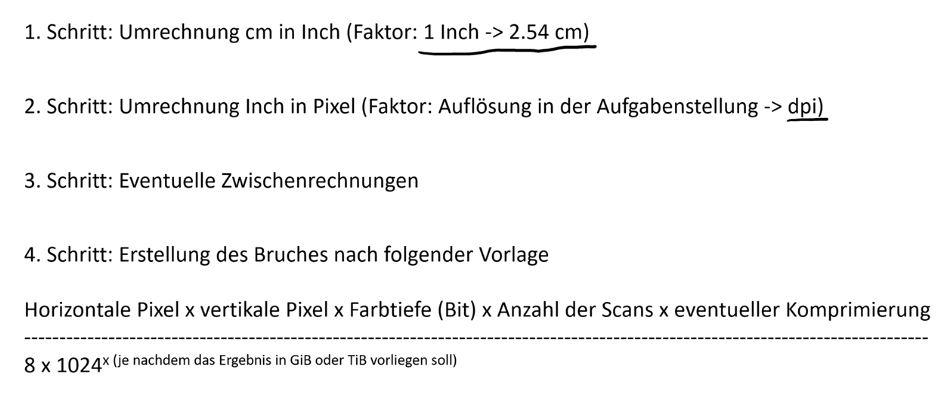 1. Schritt: Umrechnung cm in Inch (Faktor: 1 Inch -> 2.54 cm)
2. Schritt: Umrechnung Inch in Pixel (Faktor: Auflösung in der Aufgabenstellung -> dpi)
3. Schritt: Eventuelle Zwischenrechnungen
4. Schritt: Erstellung des Bruches nach folgender Vorlage
Horizontale Pixel x vertikale Pixel x Farbtiefe (Bit) x Anzahl der Scans x eventueller Komprimierung
8 x 1024ˣ (je nachdem das Ergebnis in GiB oder TiB vorliegen soll)